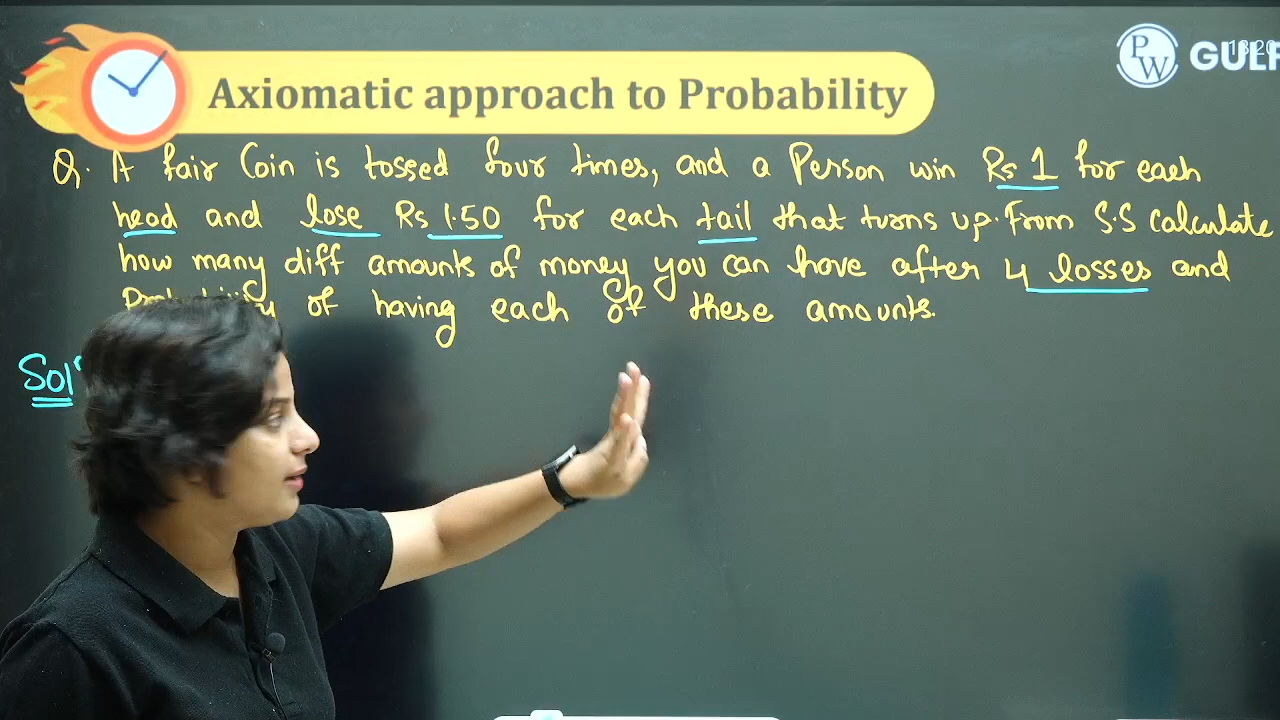 PW GULF
Axiomatic approach to Probability
Q. A fair Coin is tossed four times, and a Person win Rs 1 for each
head and lose Rs 1.50 for each tail that turns up. From S.S calculate
how many diff amounts of money you can have after 4 losses and
of having each of these amounts.
Sol